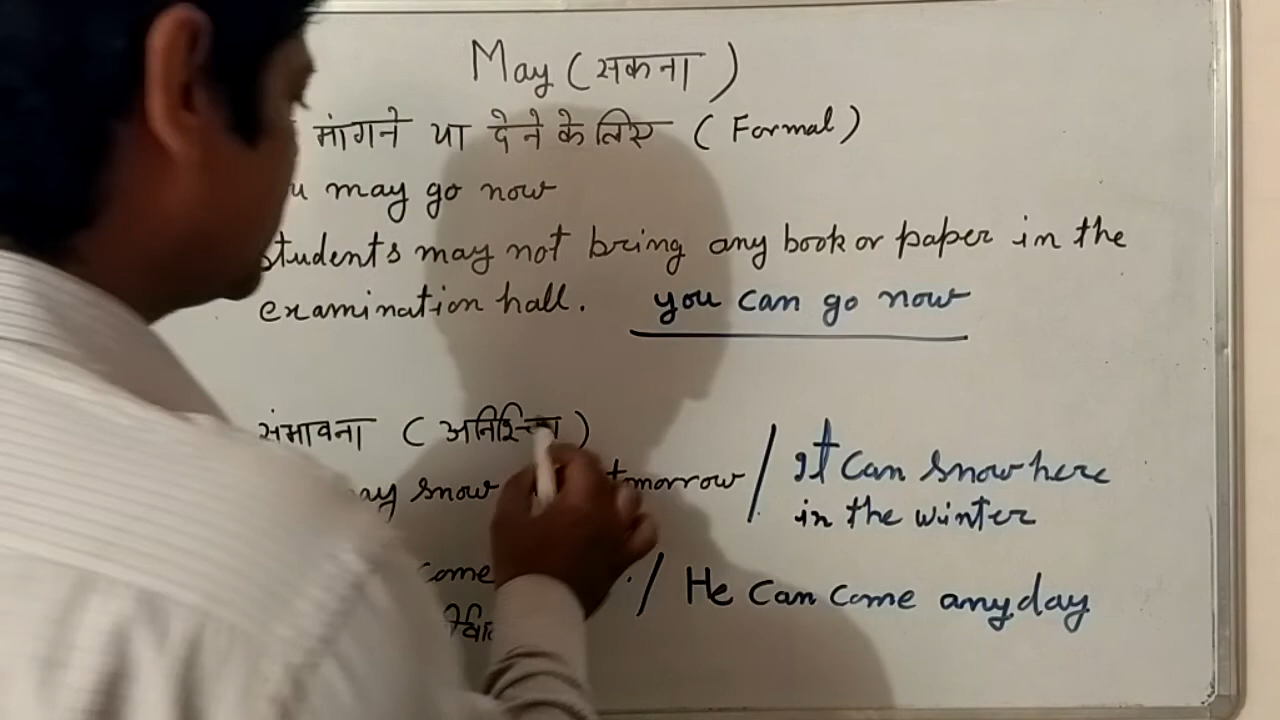 May (सकना)
मांगने या देने के लिए (Formal)
may go now
students may not bring any book or paper in the
examination hall. you can go now
संभावना (
snow tomorrow / It can snow here
in the winter
come / He can come anyday